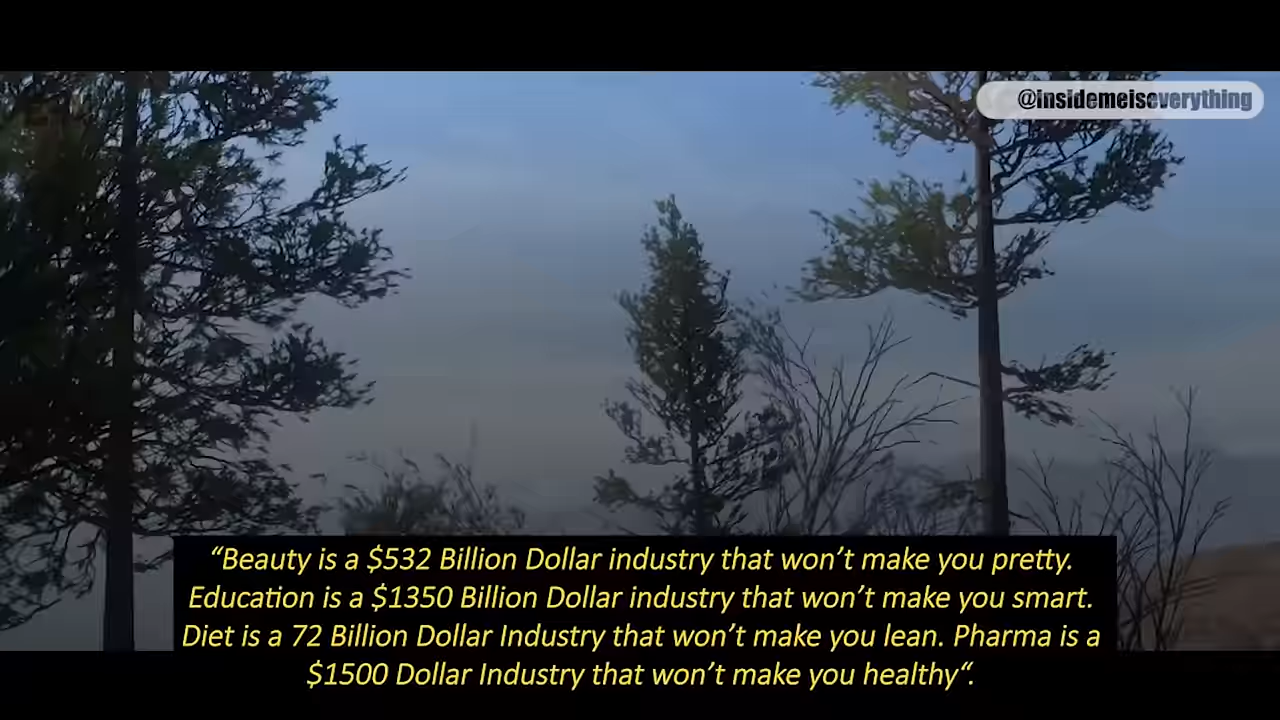 @insidemeiseverything
“Beauty is a $532 Billion Dollar industry that won’t make you pretty.
Education is a $1350 Billion Dollar industry that won’t make you smart.
Diet is a 72 Billion Dollar Industry that won’t make you lean. Pharma is a
$1500 Dollar Industry that won’t make you healthy“.